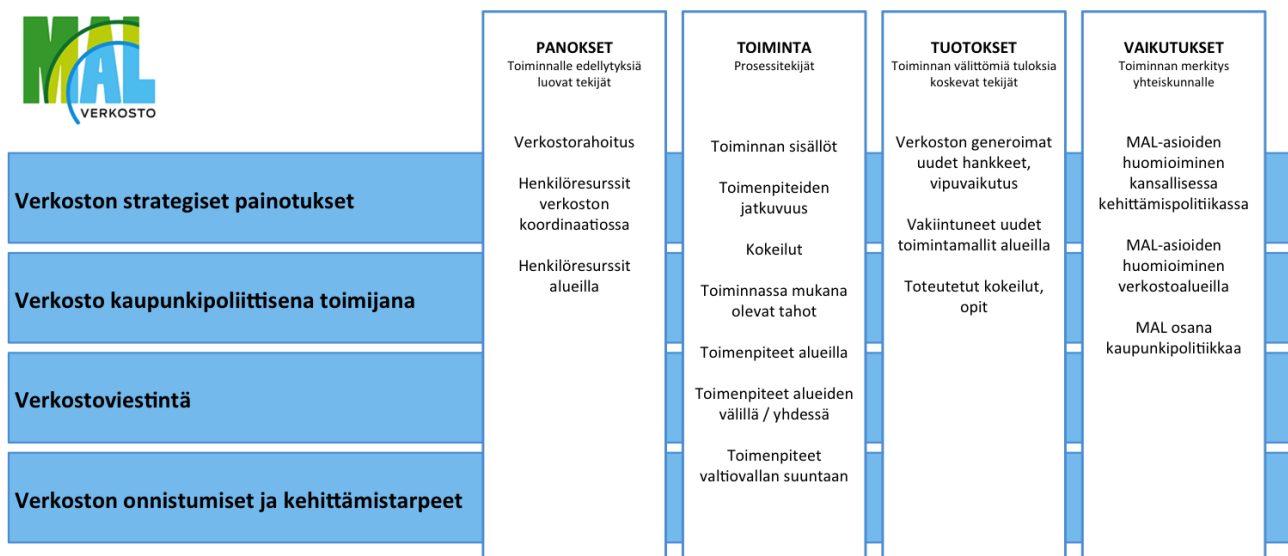 MAL
VERKOSTO
PANOKSET
Toiminnalle edellytyksiä
luovat tekijät
Verkostorahoitus
Henkilöresurssit
verkoston
koordinaatiossa
Henkilöresurssit
alueilla
TOIMINTA
Prosessitekijät
Toiminnan sisällöt
Toimenpiteiden
jatkuvuus
Kokeilut
Toiminnassa mukana
olevat tahot
Toimenpiteet alueilla
Toimenpiteet alueiden
välillä / yhdessä
Toimenpiteet
valtiovallan suuntaan
TUOTOKSET
Toiminnan välittömiä tuloksia
koskevat tekijät
Verkoston generoimat
uudet hankkeet,
vipuvaikutus
Vakiintuneet uudet
toimintamallit alueilla
Toteutetut kokeilut,
opit
VAIKUTUKSET
Toiminnan merkitys
yhteiskunnalle
MAL-asioiden
huomioiminen
kansallisessa
kehittämispolitiikassa
MAL-asioiden
huomioiminen
verkostoalueilla
MAL osana
kaupunkipolitiikkaa
Verkoston strategiset painotukset
Verkosto kaupunkipoliittisena toimijana
Verkostoviestintä
Verkoston onnistumiset ja kehittämistarpeet